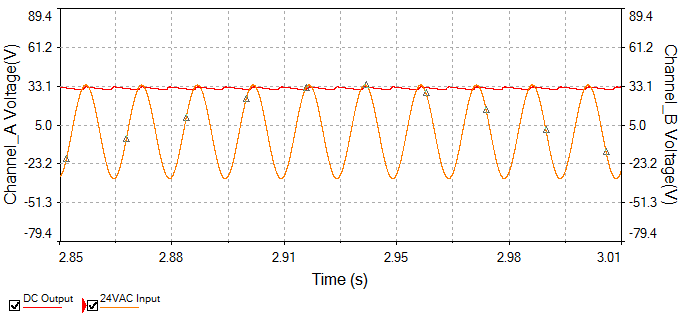 89.4
61.2
33.1
5.0
-23.2
-51.3
-79.4
Channel_A Voltage(V)
89.4
61.2
33.1
5.0
-23.2
-51.3
-79.4
Channel_B Voltage(V)
2.85 2.88 2.91 2.95 2.98 3.01
Time (s)
DC Output 24VAC Input